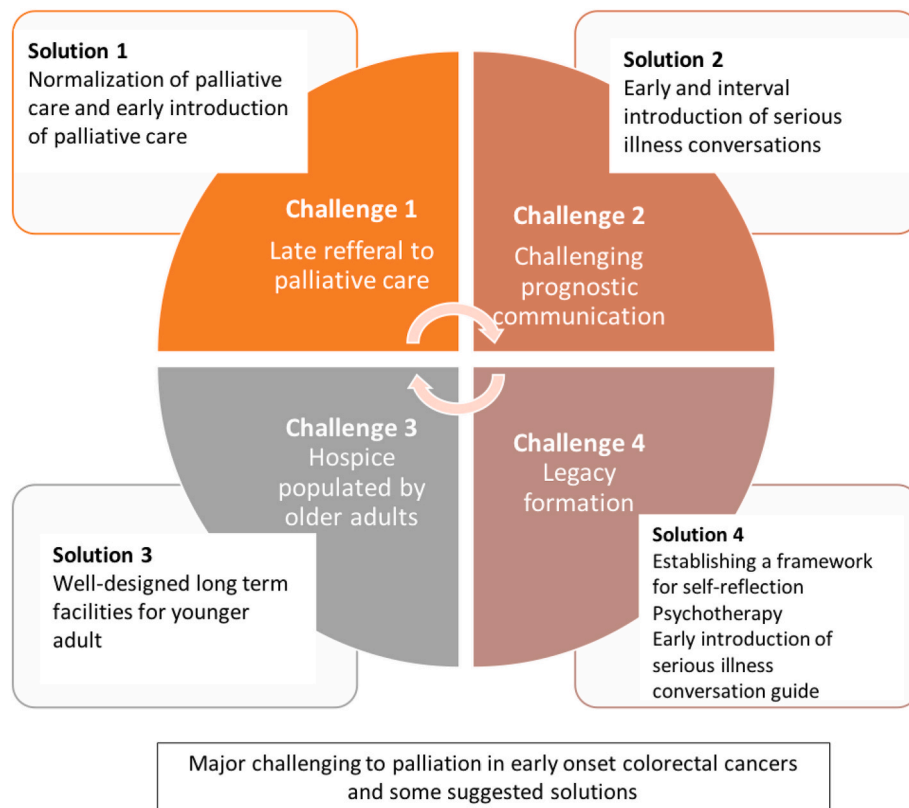 Solution 1
Normalization of palliative
care and early introduction
of palliative care
Solution 2
Early and interval
introduction of serious
illness conversations
Challenge 1
Late refferal to
palliative care
Challenge 2
Challenging
prognostic
communication
Challenge 3
Hospice
populated by
older adults
Challenge 4
Legacy
formation
Solution 3
Well-designed long term
facilities for younger
adult
Solution 4
Establishing a framework
for self-reflection
Psychotherapy
Early introduction of
serious illness
conversation guide
Major challenging to palliation in early onset colorectal cancers
and some suggested solutions